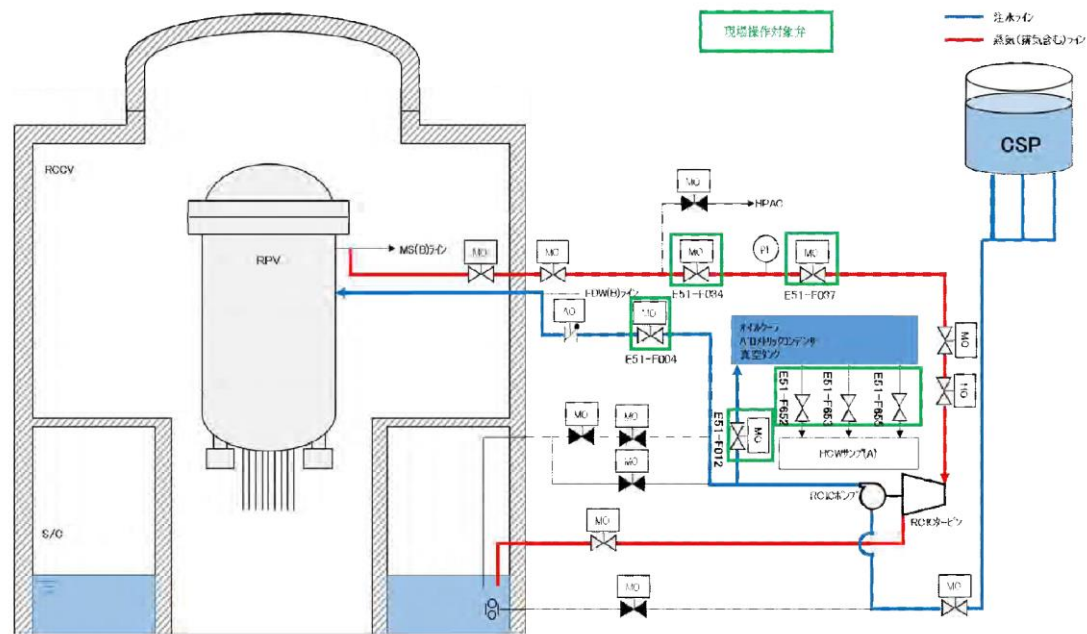 現場操作対象弁
注水ライン
蒸気(排気含む)ライン
CSP
RCCV
MO
HPAC
MS(B)ライン
RPV
MO
MO
MO
PI
MO
E51-F034
E51-F037
FDW(B)ライン
AO
MO
E51-F004
オイルクーラ
バロメトリックコンデンサ
真空タンク
MO
MO
E51-F652
E51-F653
E51-F655
MO
MO
E51-F012
MO
MO
HCWサンプ(A)
RCICポンプ
RCICタービン
S/C
MO
MO
MO